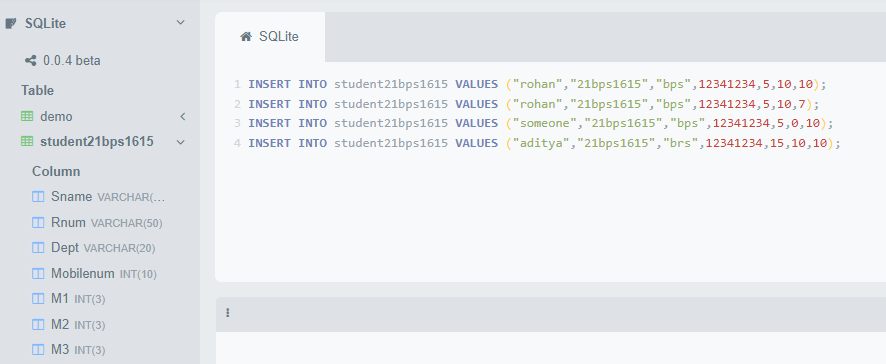 SQLite
0.0.4 beta
Table
demo
student21bps1615
Column
Sname VARCHAR(...
Rnum VARCHAR(50)
Dept VARCHAR(20)
Mobilenum INT(10)
M1 INT(3)
M2 INT(3)
M3 INT(3)
SQLite
1 INSERT INTO student21bps1615 VALUES ("rohan","21bps1615","bps",12341234,5,10,10);
2 INSERT INTO student21bps1615 VALUES ("rohan","21bps1615","bps",12341234,5,10,7);
3 INSERT INTO student21bps1615 VALUES ("someone","21bps1615","bps",12341234,5,0,10);
4 INSERT INTO student21bps1615 VALUES ("aditya","21bps1615","brs",12341234,15,10,10);